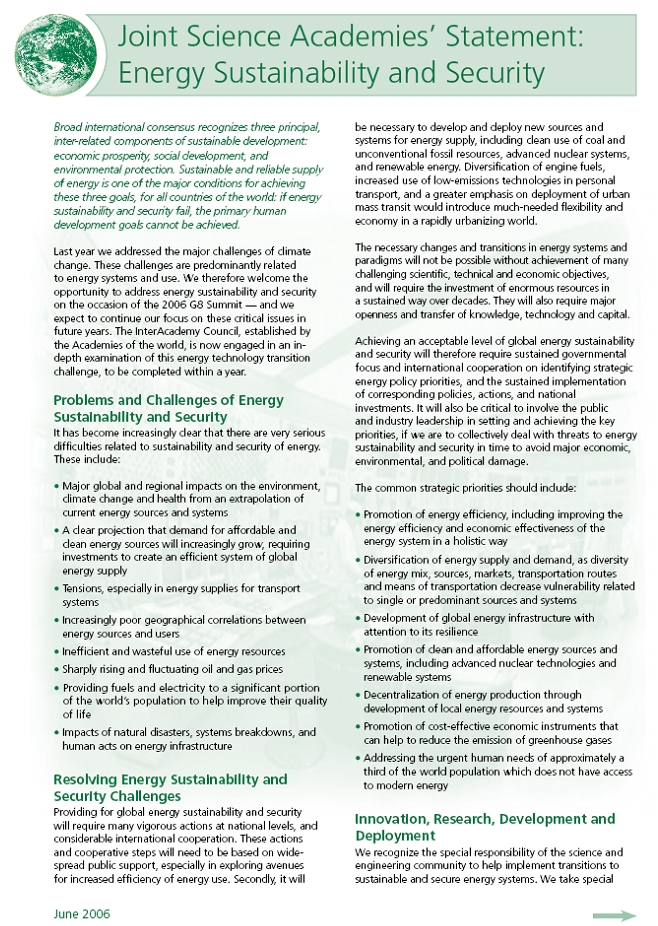 Joint Science Academies’ Statement:
Energy Sustainability and Security
Broad international consensus recognizes three principal,
inter-related components of sustainable development:
economic prosperity, social development, and
environmental protection. Sustainable and reliable supply
of energy is one of the major conditions for achieving
these three goals, for all countries of the world: if energy
sustainability and security fail, the primary human
development goals cannot be achieved.
Last year we addressed the major challenges of climate
change. These challenges are predominantly related
to energy systems and use. We therefore welcome the
opportunity to address energy sustainability and security
on the occasion of the 2006 G8 Summit — and we
expect to continue our focus on these critical issues in
future years. The InterAcademy Council, established by
the Academies of the world, is now engaged in an in-
depth examination of this energy technology transition
challenge, to be completed within a year.
Problems and Challenges of Energy
Sustainability and Security
It has become increasingly clear that there are very serious
difficulties related to sustainability and security of energy.
These include:
• Major global and regional impacts on the environment,
climate change and health from an extrapolation of
current energy sources and systems
• A clear projection that demand for affordable and
clean energy sources will increasingly grow, requiring
investments to create an efficient system of global
energy supply
• Tensions, especially in energy supplies for transport
systems
• Increasingly poor geographical correlations between
energy sources and users
• Inefficient and wasteful use of energy resources
• Sharply rising and fluctuating oil and gas prices
• Providing fuels and electricity to a significant portion
of the world’s population to help improve their quality
of life
• Impacts of natural disasters, systems breakdowns, and
human acts on energy infrastructure
Resolving Energy Sustainability and
Security Challenges
Providing for global energy sustainability and security
will require many vigorous actions at national levels, and
considerable international cooperation. These actions
and cooperative steps will need to be based on wide-
spread public support, especially in exploring avenues
for increased efficiency of energy use. Secondly, it will
be necessary to develop and deploy new sources and
systems for energy supply, including clean use of coal and
unconventional fossil resources, advanced nuclear systems,
and renewable energy. Diversification of engine fuels,
increased use of low-emissions technologies in personal
transport, and a greater emphasis on deployment of urban
mass transit would introduce much-needed flexibility and
economy in a rapidly urbanizing world.
The necessary changes and transitions in energy systems and
paradigms will not be possible without achievement of many
challenging scientific, technical and economic objectives,
and will require the investment of enormous resources in
a sustained way over decades. They will also require major
openness and transfer of knowledge, technology and capital.
Achieving an acceptable level of global energy sustainability
and security will therefore require sustained governmental
focus and international cooperation on identifying strategic
energy policy priorities, and the sustained implementation
of corresponding policies, actions, and national
investments. It will also be critical to involve the public
and industry leadership in setting and achieving the key
priorities, if we are to collectively deal with threats to energy
sustainability and security in time to avoid major economic,
environmental, and political damage.
The common strategic priorities should include:
• Promotion of energy efficiency, including improving the
energy efficiency and economic effectiveness of the
energy system in a holistic way
• Diversification of energy supply and demand, as diversity
of energy mix, sources, markets, transportation routes
and means of transportation decrease vulnerability related
to single or predominant sources and systems
• Development of global energy infrastructure with
attention to its resilience
• Promotion of clean and affordable energy sources and
systems, including advanced nuclear technologies and
renewable systems
• Decentralization of energy production through
development of local energy resources and systems
• Promotion of cost-effective economic instruments that
can help to reduce the emission of greenhouse gases
• Addressing the urgent human needs of approximately a
third of the world population which does not have access
to modern energy
Innovation, Research, Development and
Deployment
We recognize the special responsibility of the science and
engineering community to help implement transitions to
sustainable and secure energy systems. We take special
June 2006